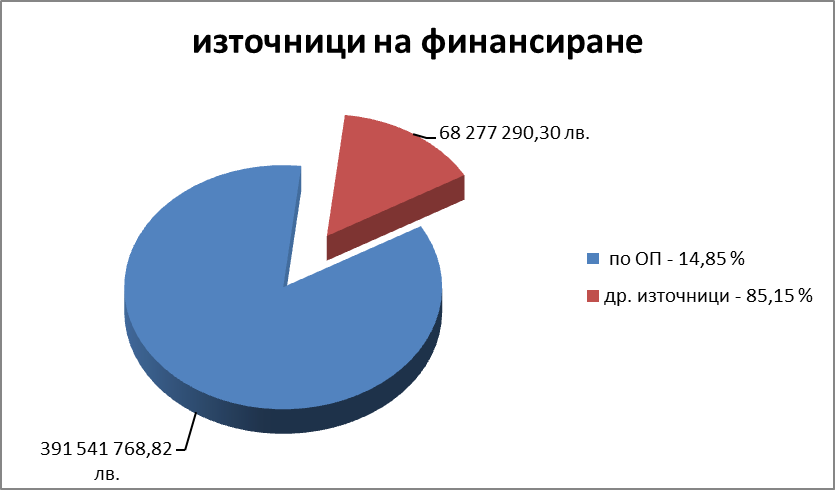 източници на финансиране
68 277 290,30 лв.
по ОП - 14,85 %
др. източници - 85,15 %
391 541 768,82
лв.